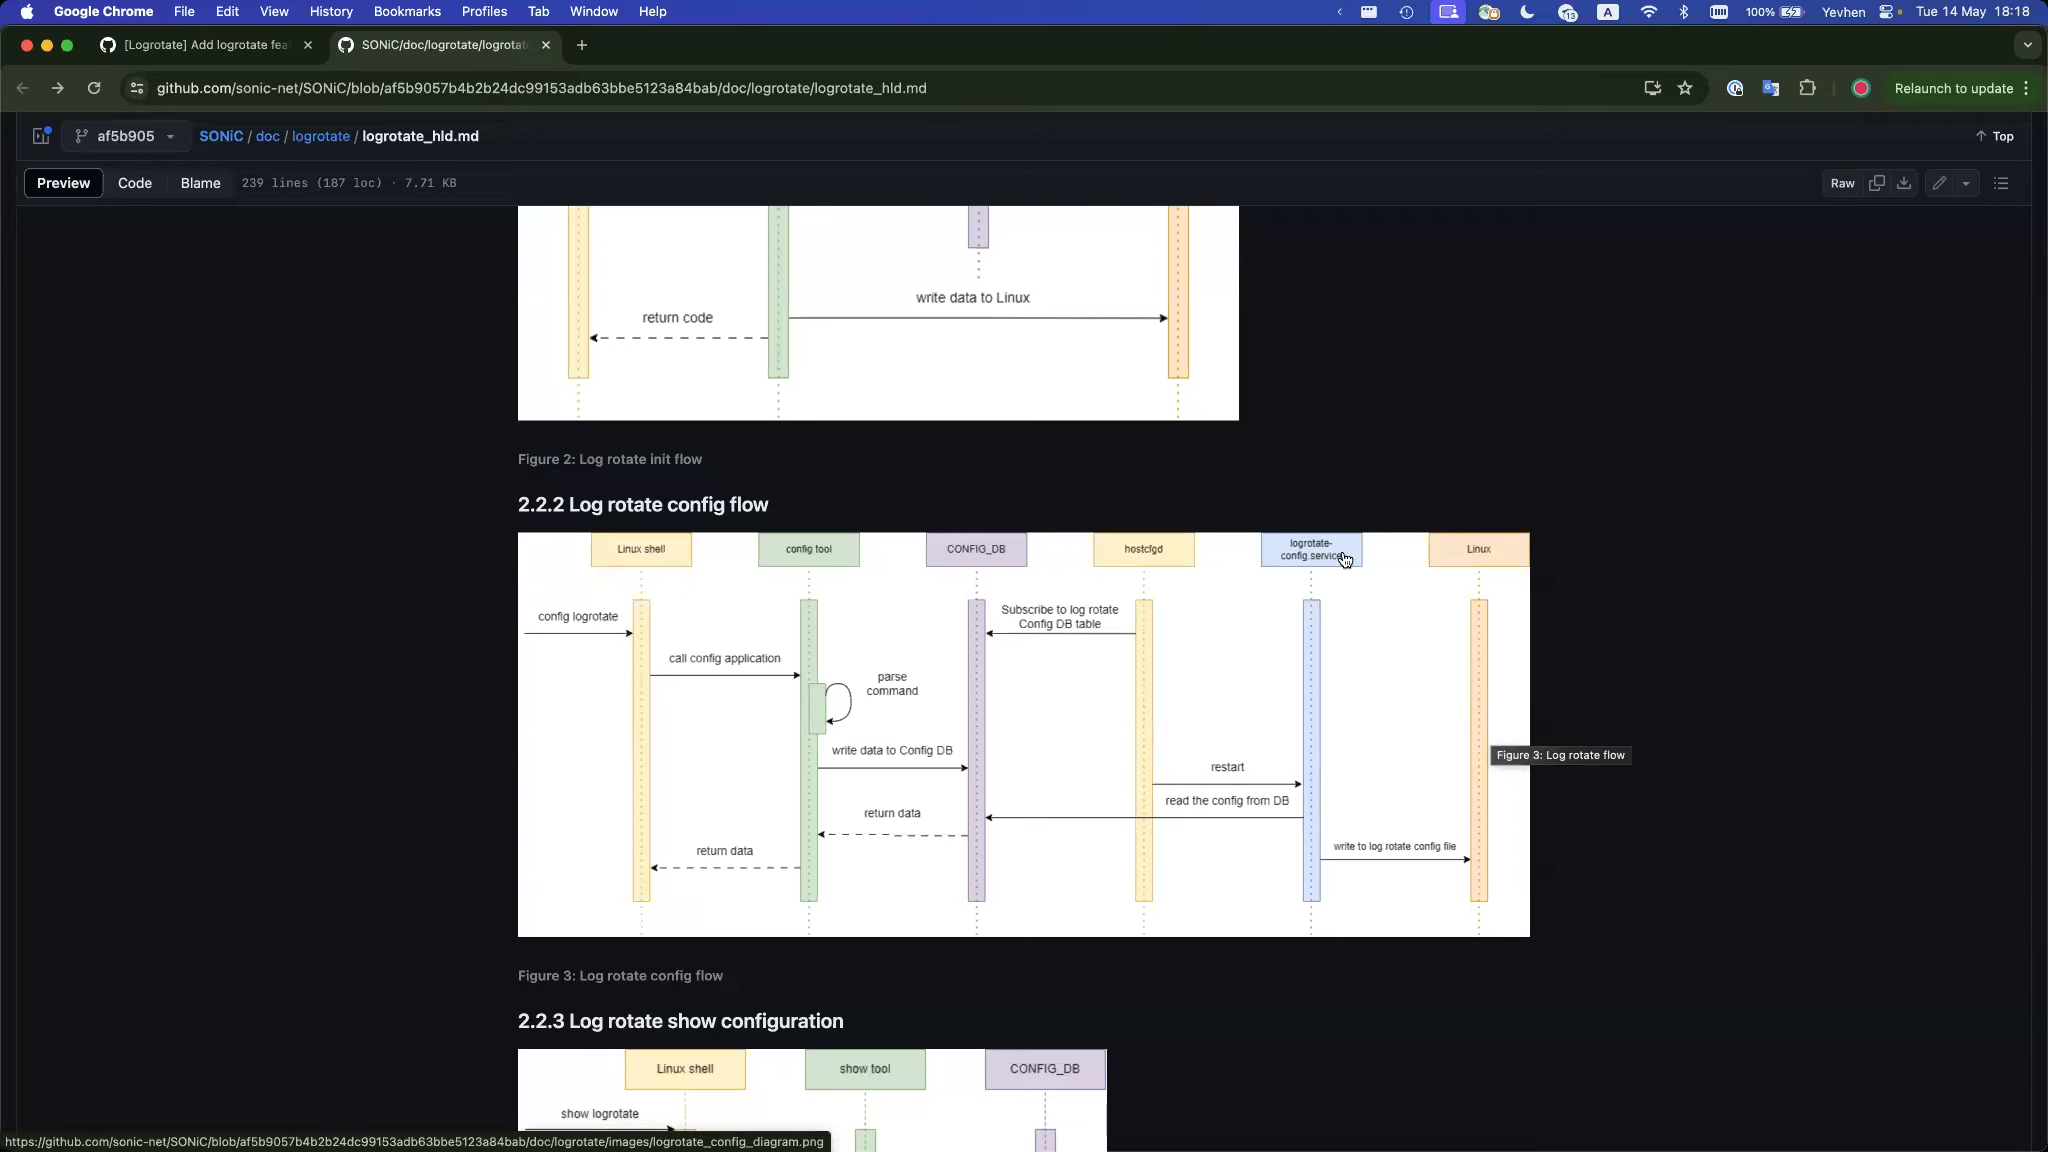 Google Chrome File Edit View History Bookmarks Profiles Tab Window Help
13 A 100% Yevhen Tue 14 May 18:18
[Logrotate] Add logrotate fea
SONiC/doc/logrotate/logrotat
github.com/sonic-net/SONiC/blob/af5b9057b4b2b24dc99153adb63bbe5123a84bab/doc/logrotate/logrotate_hld.md
Relaunch to update
af5b905
SONiC / doc / logrotate / logrotate_hld.md
Top
Preview Code Blame 239 lines (187 loc) · 7.71 KB
Raw
write data to Linux
return code
Figure 2: Log rotate init flow
2.2.2 Log rotate config flow
Linux shell
config tool
CONFIG_DB
hostcfgd
logrotate-
config.service
Linux
config logrotate
Subscribe to log rotate
Config DB table
call config application
parse
command
write data to Config DB
restart
Figure 3: Log rotate flow
read the config from DB
return data
write to log rotate config file
return data
Figure 3: Log rotate config flow
2.2.3 Log rotate show configuration
Linux shell
show tool
CONFIG_DB
show logrotate
https://github.com/sonic-net/SONiC/blob/af5b9057b4b2b24dc99153adb63bbe5123a84bab/doc/logrotate/images/logrotate_config_diagram.png